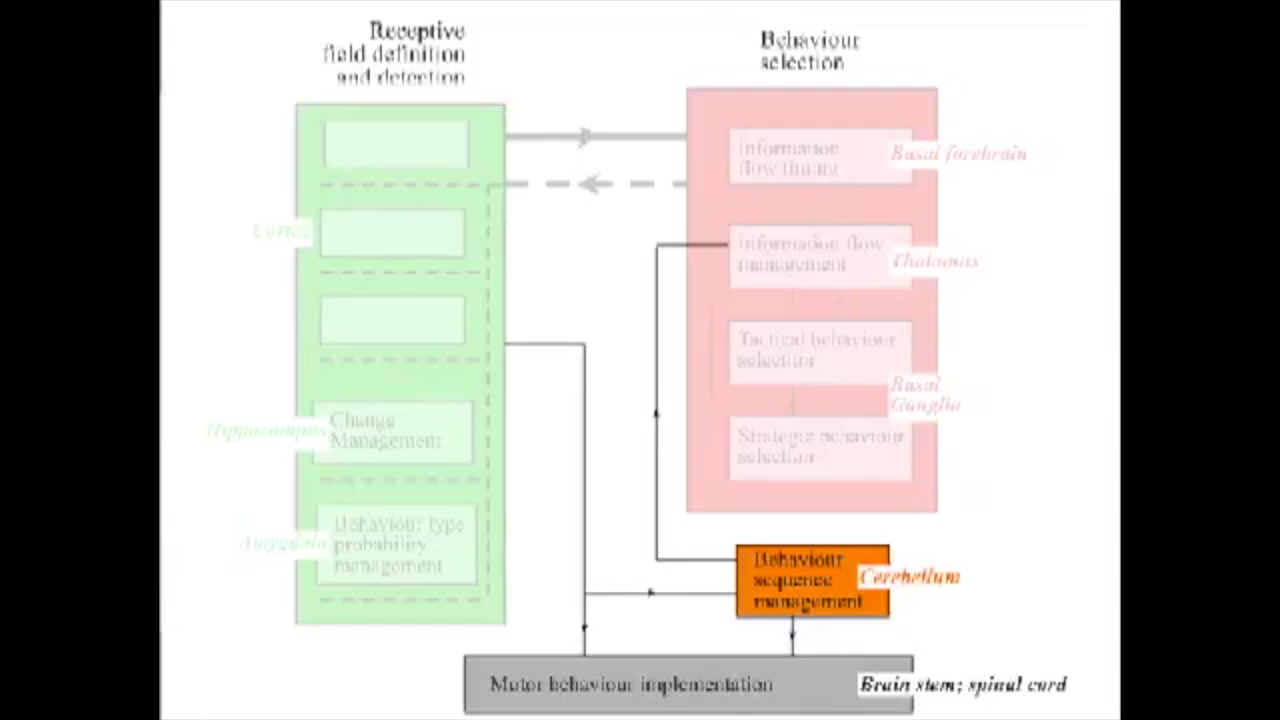 Receptive
field definition
and detection
Behaviour
selection
Information
flow timing
Basal forebrain
Cortex
Information flow
management
Thalamus
Tactical behaviour
selection
Basal
Ganglia
Hippocampus
Change
Management
Strategic behaviour
selection
Amygdala
Behaviour type
probability
management
Behaviour
sequence
management
Cerebellum
Motor behaviour implementation
Brain stem; spinal cord